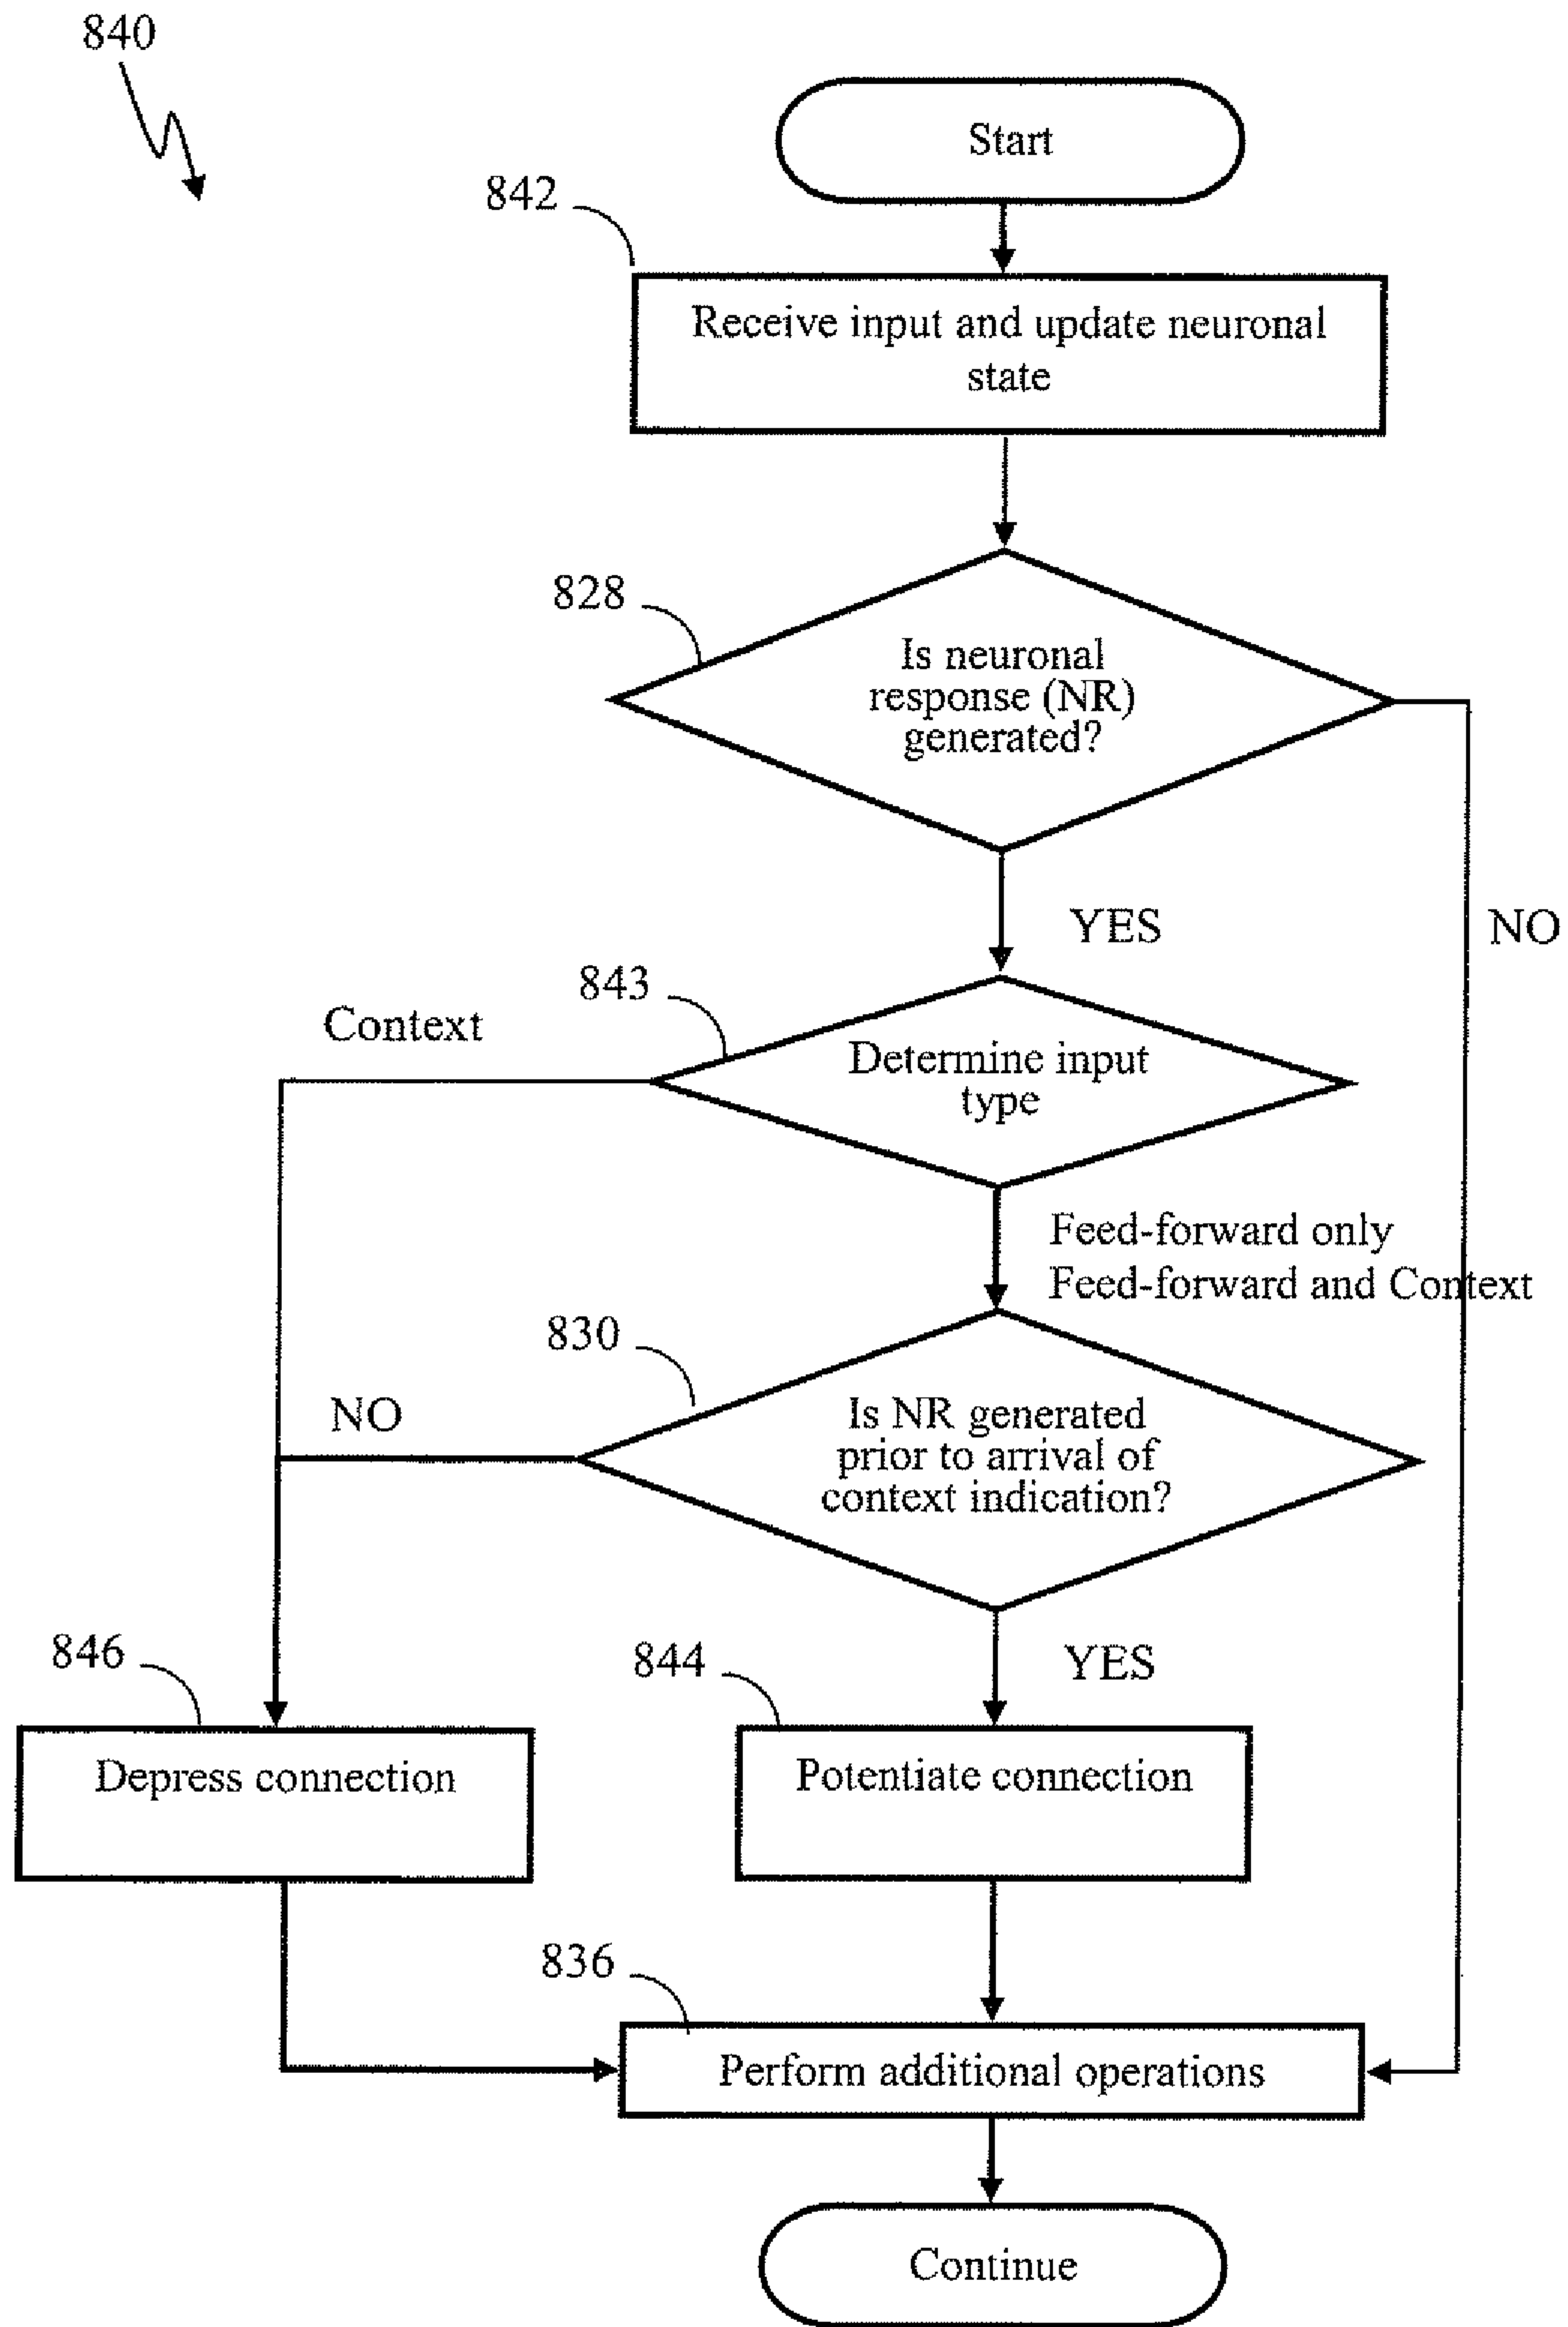 840
Start
842
Receive input and update neuronal
state
828
Is neuronal
response (NR)
generated?
YES
NO
843
Context
Determine input
type
Feed-forward only
Feed-forward and Context
830
NO
Is NR generated
prior to arrival of
context indication?
846
844
YES
Depress connection
Potentiate connection
836
Perform additional operations
Continue